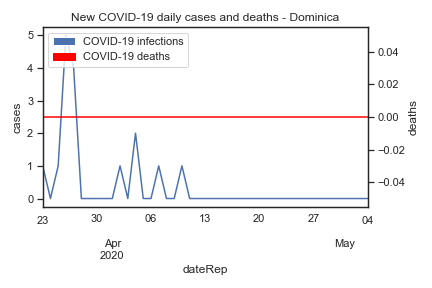 New COVID-19 daily cases and deaths - Dominica
COVID-19 infections
COVID-19 deaths
cases
5
4
3
2
1
0
deaths
0.04
0.02
0.00
−0.02
−0.04
23
30
06
13
20
27
04
Apr
2020
May
dateRep